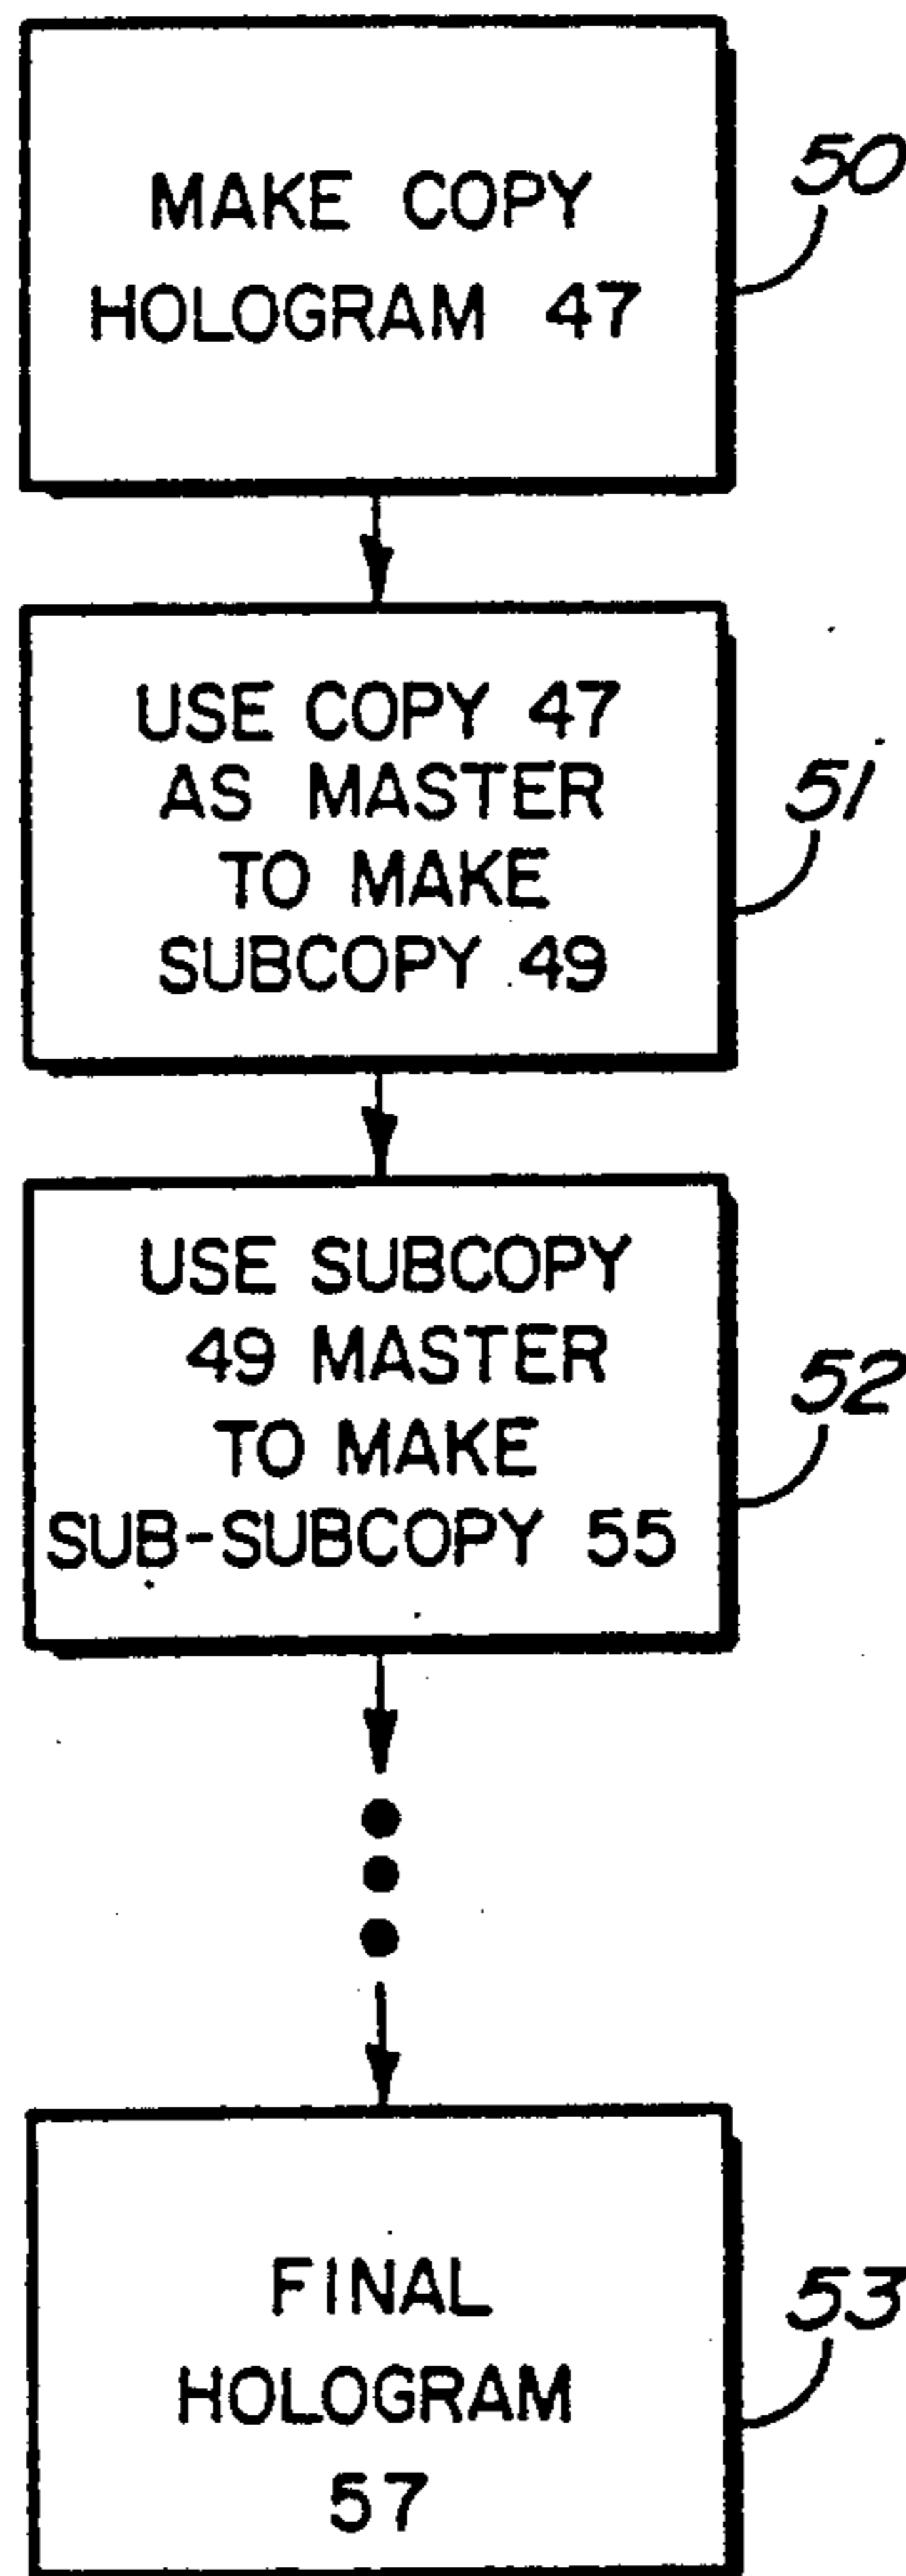 MAKE COPY
HOLOGRAM 47
50
USE COPY 47
AS MASTER
TO MAKE
SUBCOPY 49
51
USE SUBCOPY
49 MASTER
TO MAKE
SUB-SUBCOPY 55
52
FINAL
HOLOGRAM
57
53